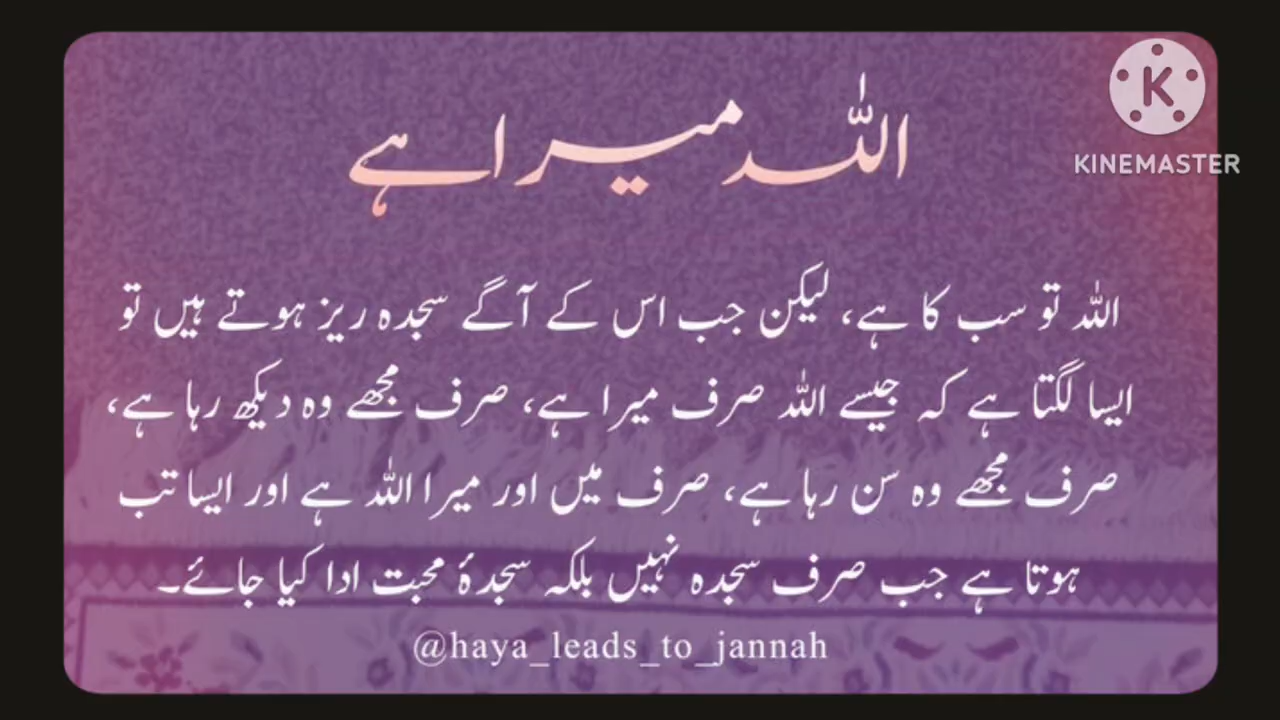 اللہ میرا ہے
KINEMASTER
اللہ تو سب کا ہے، لیکن جب اس کے آگے سجدہ ریز ہوتے ہیں تو
ایسا لگتا ہے کہ جیسے اللہ صرف میرا ہے، صرف مجھے وہ دیکھ رہا ہے،
صرف مجھے وہ سن رہا ہے، صرف میں اور میرا اللہ ہے اور ایسا تب
ہوتا ہے جب صرف سجدہ نہیں بلکہ سجدۂ محبت ادا کیا جائے۔
@haya_leads_to_jannah